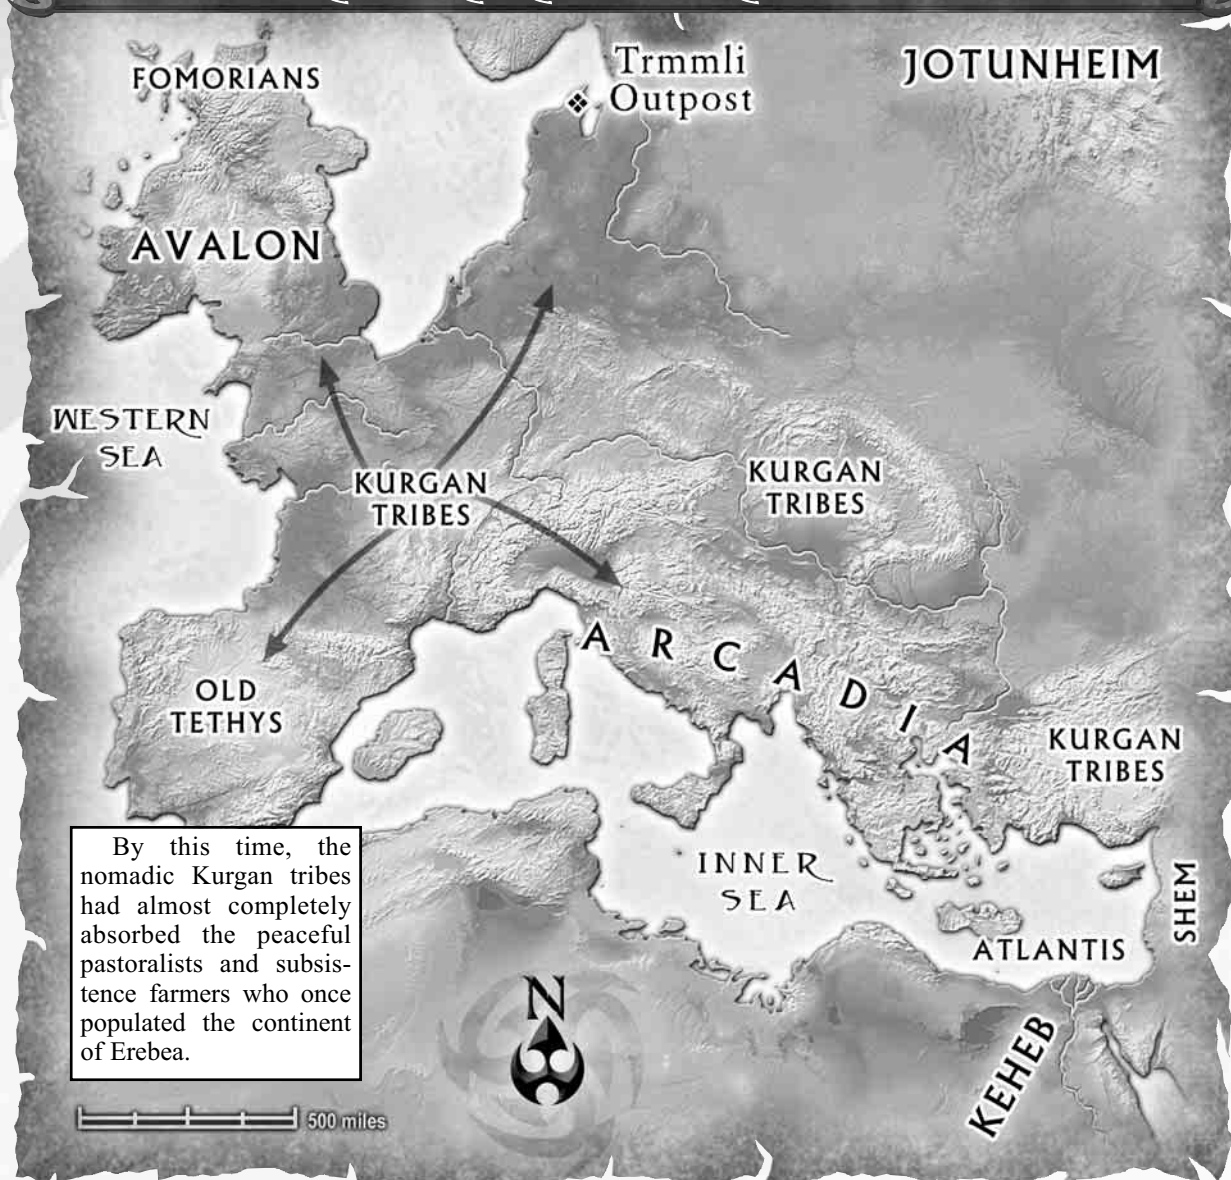 FOMORIANS
Trmmli
Outpost
JOTUNHEIM
AVALON
WESTERN
SEA
KURGAN
TRIBES
KURGAN
TRIBES
ARCADIA
OLD
TETHYS
KURGAN
TRIBES
By this time, the
nomadic Kurgan tribes
had almost completely
absorbed the peaceful
pastoralists and subsis-
tence farmers who once
populated the continent
of Erebea.
INNER
SEA
SHEM
ATLANTIS
N
KEHEB
500 miles